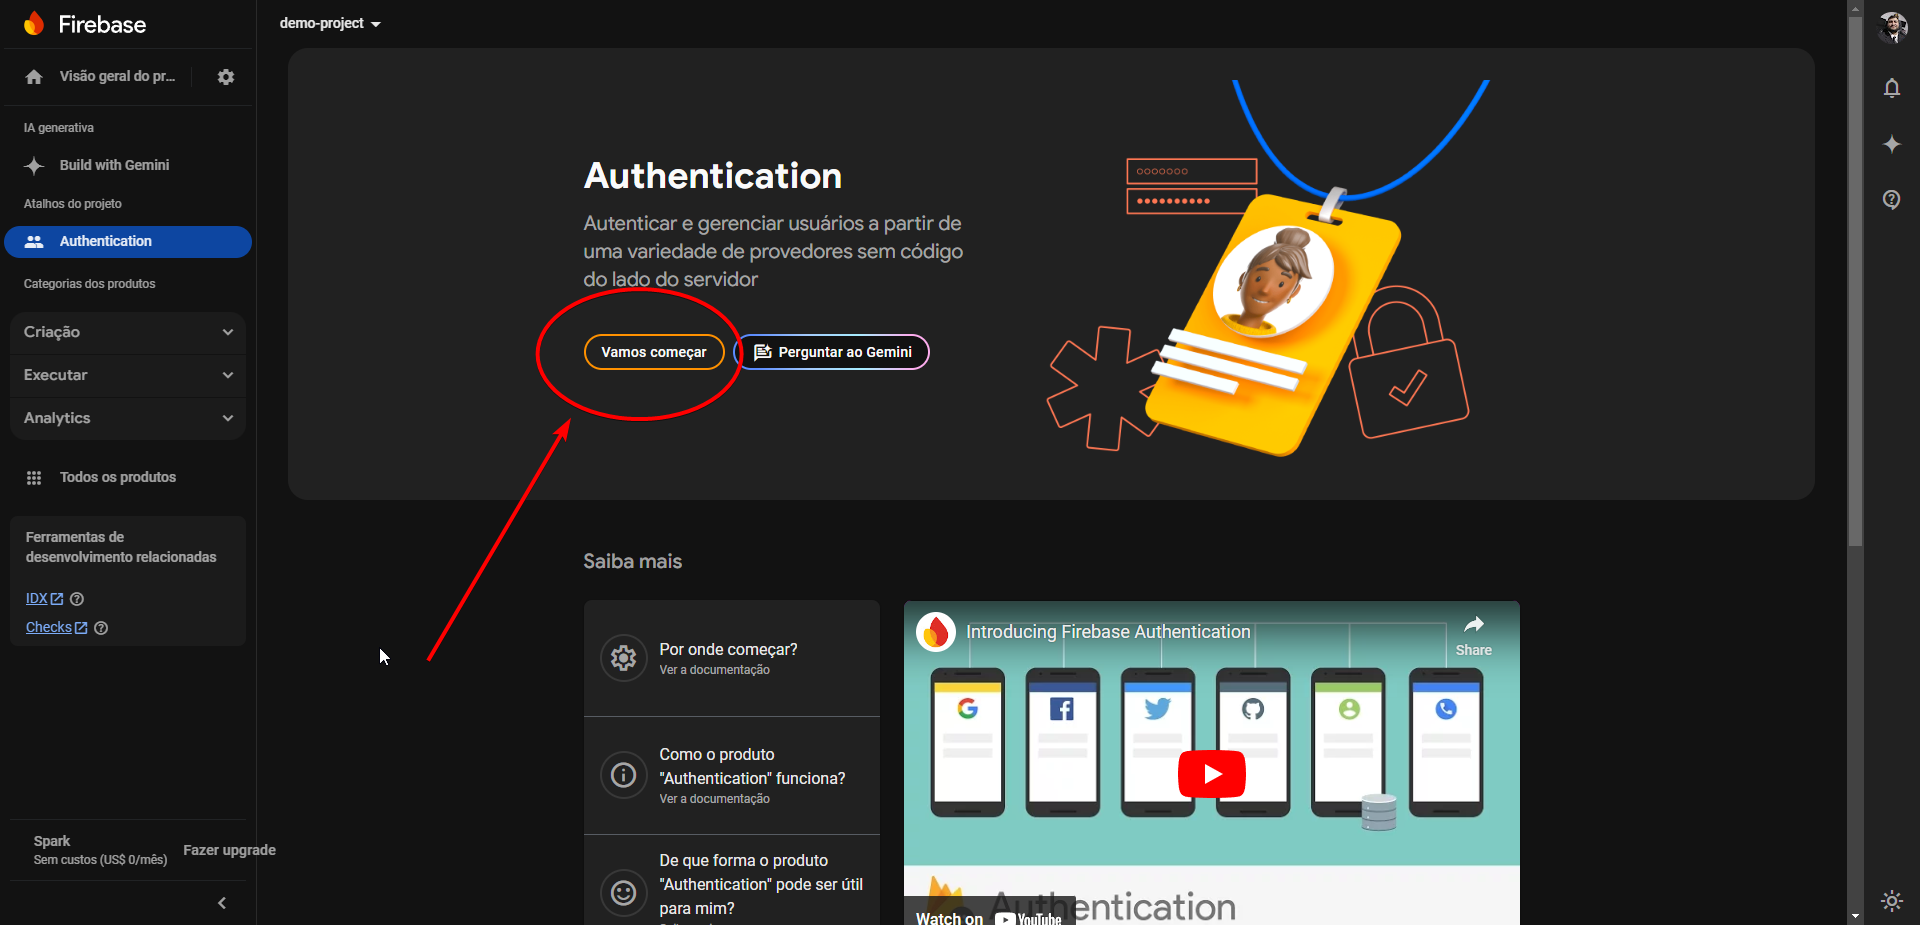 Firebase
demo-project
Visão geral do pr...
IA generativa
Build with Gemini
Atalhos do projeto
Authentication
Categorias dos produtos
Criação
Executar
Analytics
Todos os produtos
Ferramentas de
desenvolvimento relacionadas
IDX
Checks
Spark
Sem custos (US$ 0/mês)
Fazer upgrade
Authentication
Autenticar e gerenciar usuários a partir de
uma variedade de provedores sem código
do lado do servidor
Vamos começar
Perguntar ao Gemini
Saiba mais
Por onde começar?
Ver a documentação
Como o produto
"Authentication" funciona?
Ver a documentação
De que forma o produto
"Authentication" pode ser útil
para mim?
Introducing Firebase Authentication
Share
Authentication
Watch on YouTube